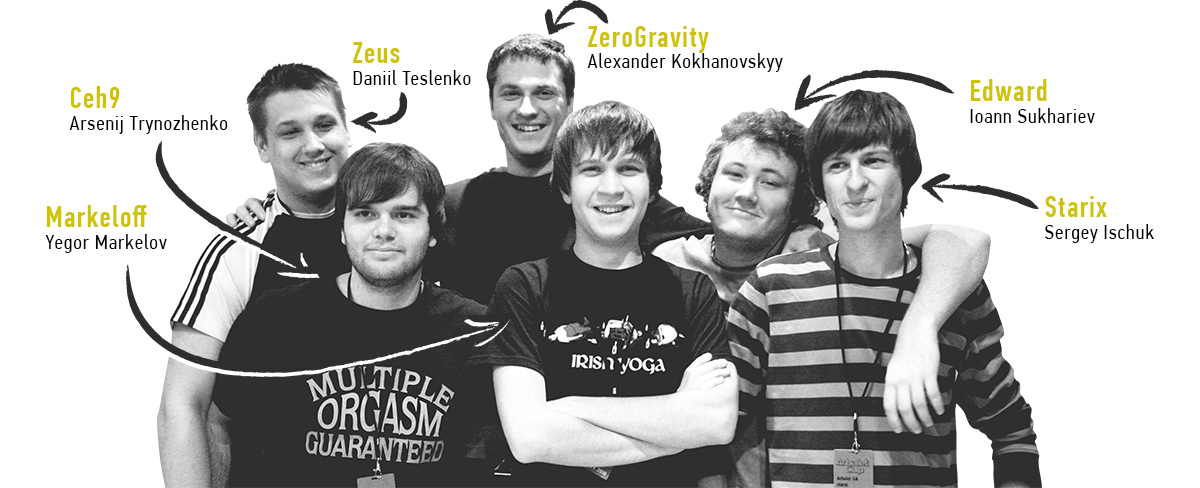 ZeroGravity
Alexander Kokhanovskyy
Zeus
Daniil Teslenko
Ceh9
Arsenij Trynozhenko
Edward
Ioann Sukhariev
Markeloff
Yegor Markelov
Starix
Sergey Ischuk
IRISH YOGA
MULTIPLE
ORGASM
GUARANTEED